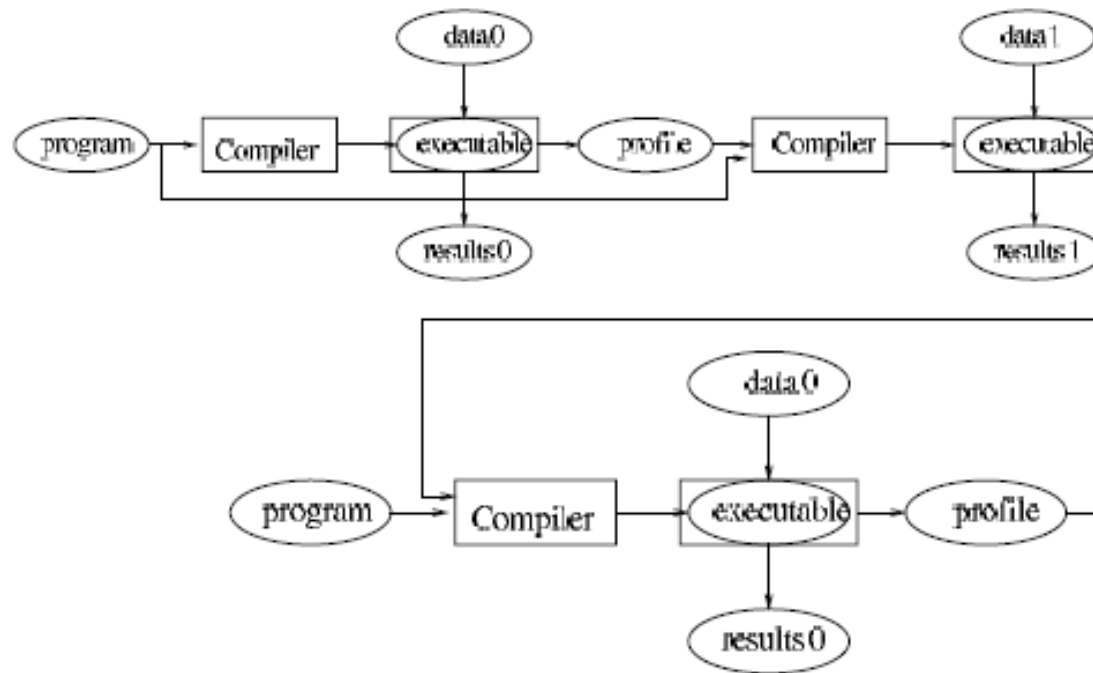 data0
data1
program
Compiler
executable
profile
Compiler
executable
results0
results1
data0
program
Compiler
executable
profile
results0